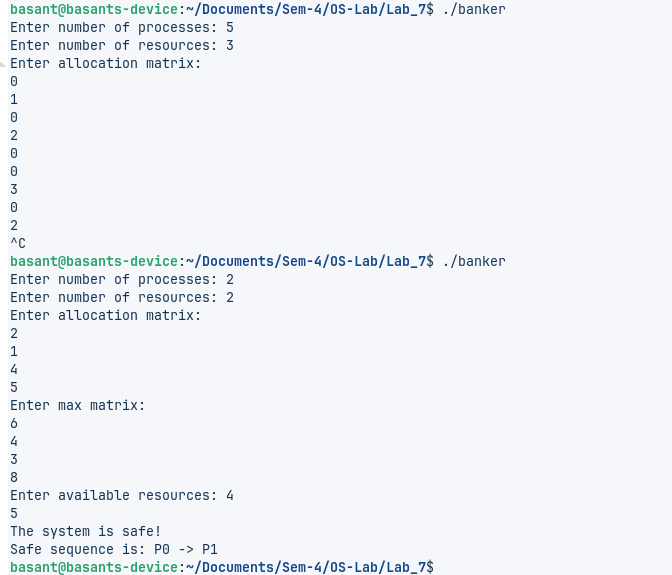 basant@basants-device:~/Documents/Sem-4/OS-Lab/Lab_7$ ./banker
Enter number of processes: 5
Enter number of resources: 3
Enter allocation matrix:
0
1
0
2
0
0
3
0
2
^C
basant@basants-device:~/Documents/Sem-4/OS-Lab/Lab_7$ ./banker
Enter number of processes: 2
Enter number of resources: 2
Enter allocation matrix:
2
1
4
5
Enter max matrix:
6
4
3
8
Enter available resources: 4
5
The system is safe!
Safe sequence is: P0 -> P1
basant@basants-device:~/Documents/Sem-4/OS-Lab/Lab_7$